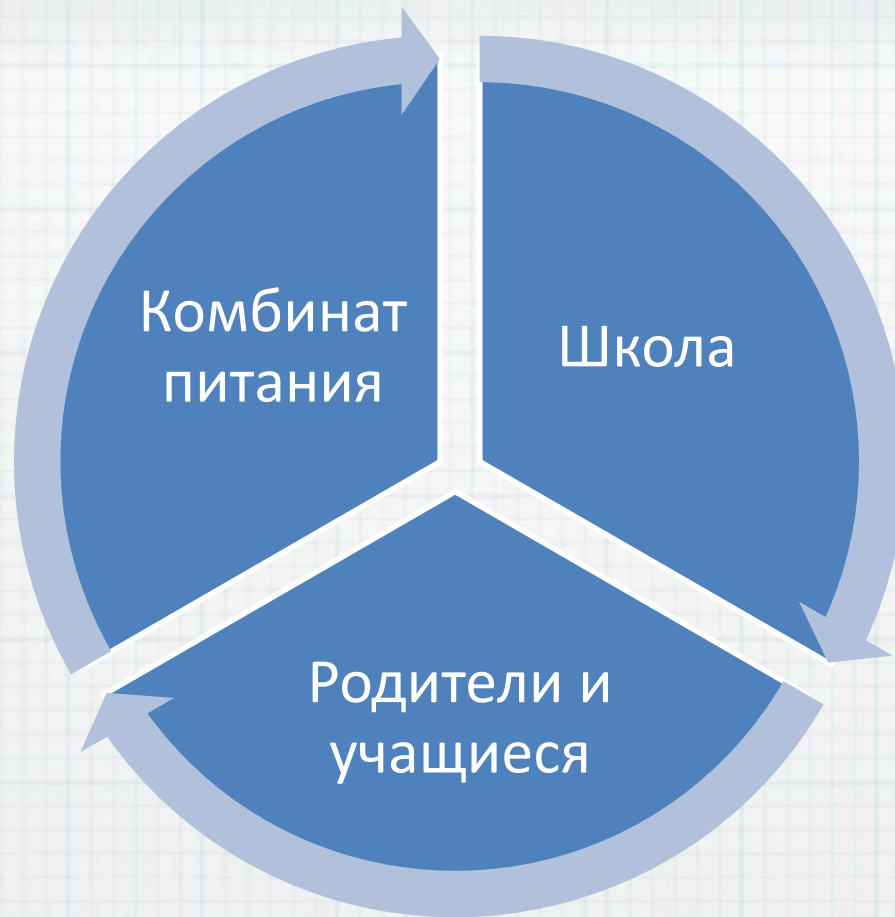 Комбинат
питания
Школа
Родители и
учащиеся